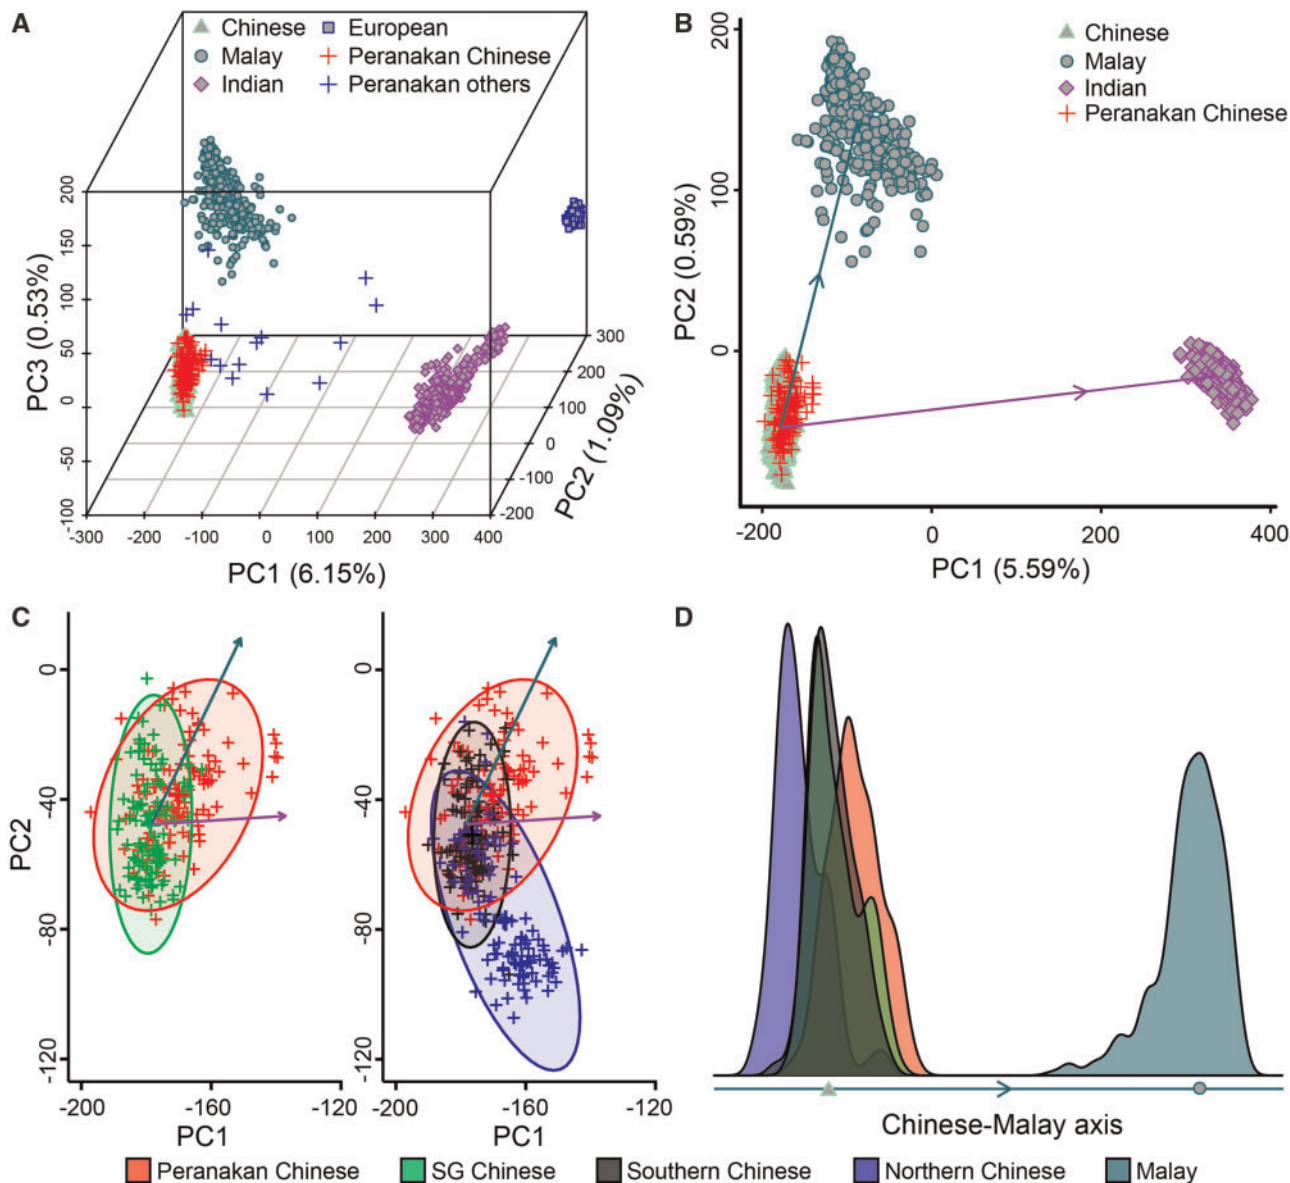 A
Chinese
Malay
Indian
European
Peranakan Chinese
Peranakan others
200
150
100
50
0
-50
-100
PC3 (0.53%)
-300 -200 -100 0 100 200 300 400
PC1 (6.15%)
300
200
100
0
-100
-200
PC2 (1.09%)
B
Chinese
Malay
Indian
Peranakan Chinese
200
100
0
PC2 (0.59%)
-200 0 200 400
PC1 (5.59%)
C
0
-40
-80
-120
PC2
-200 -160 -120
PC1
0
-40
-80
-120
-200 -160 -120
PC1
D
Chinese-Malay axis
Peranakan Chinese SG Chinese Southern Chinese Northern Chinese Malay